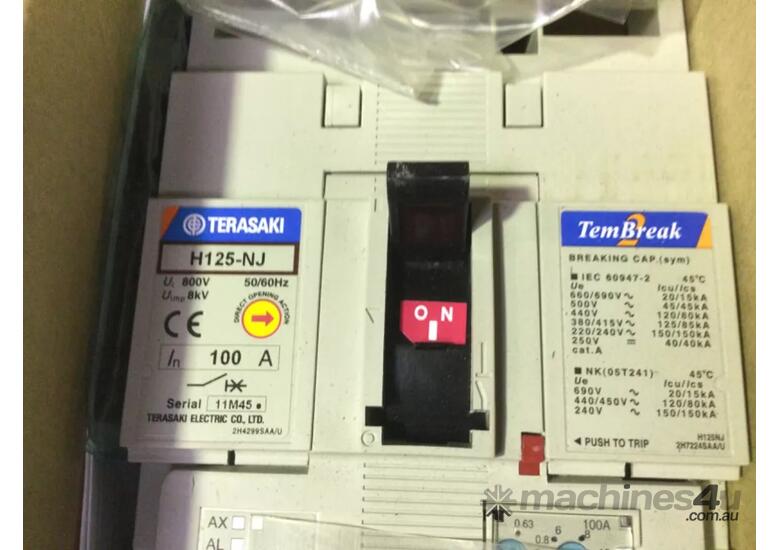 TERASAKI
H125-NJ
Ui 800V 50/60Hz
Uimp 8kV
CE
DIRECT OPENING ACTION
In 100 A
Serial 11M45
TERASAKI ELECTRIC CO., LTD.
2H4299SAA/U
ON
I
TemBreak 2
BREAKING CAP.(sym)
■ IEC 60947-2 45°C
Ue Icu/Ics
660/690V ~ 20/15kA
500V ~ 45/45kA
440V ~ 120/80kA
380/415V ~ 125/85kA
220/240V ~ 150/150kA
250V ⎓ 40/40kA
cat.A
■ NK(05T241) 45°C
Ue Icu/Ics
690V ~ 20/15kA
440/450V ~ 120/80kA
240V ~ 150/150kA
◄ PUSH TO TRIP
H125NJ
2H7224SAA/U
AX
AL
0.63
0.8
6
8
100A
machines4u
.com.au